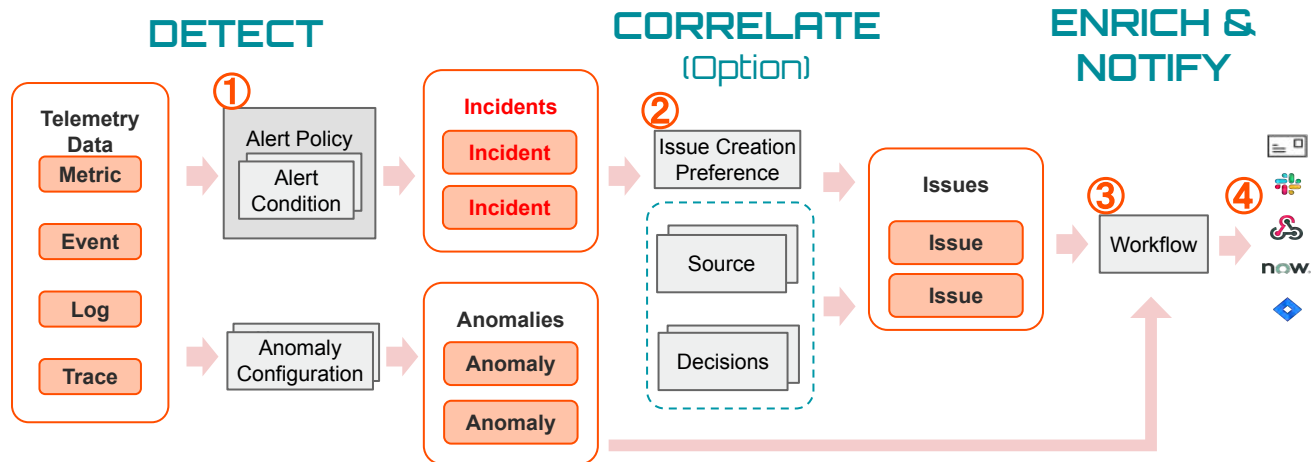 DETECT
CORRELATE
(Option)
ENRICH &
NOTIFY
Telemetry
Data
Metric
Event
Log
Trace
①
Alert Policy
Alert
Condition
Anomaly
Configuration
Incidents
Incident
Incident
Anomalies
Anomaly
Anomaly
②
Issue Creation
Preference
Source
Decisions
Issues
Issue
Issue
③
Workflow
④
now.